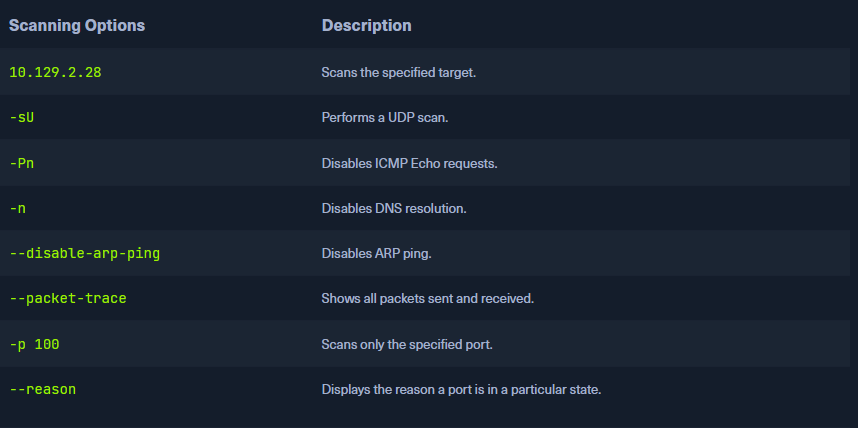 Scanning Options Description
10.129.2.28 Scans the specified target.
-sU Performs a UDP scan.
-Pn Disables ICMP Echo requests.
-n Disables DNS resolution.
--disable-arp-ping Disables ARP ping.
--packet-trace Shows all packets sent and received.
-p 100 Scans only the specified port.
--reason Displays the reason a port is in a particular state.